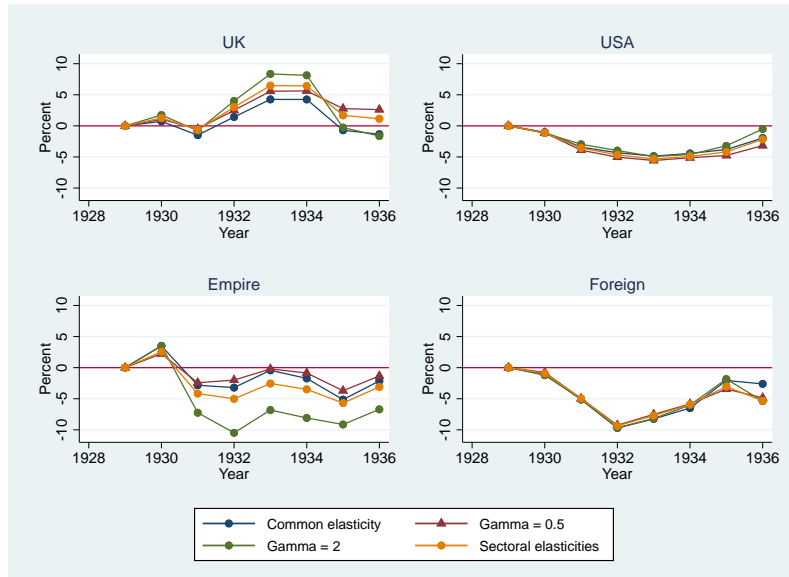 UK
Percent
10
5
0
-5
-10
1928 1930 1932 1934 1936
Year
USA
Percent
10
5
0
-5
-10
1928 1930 1932 1934 1936
Year
Empire
Percent
10
5
0
-5
-10
1928 1930 1932 1934 1936
Year
Foreign
Percent
10
5
0
-5
-10
1928 1930 1932 1934 1936
Year
Common elasticity Gamma = 0.5
Gamma = 2 Sectoral elasticities